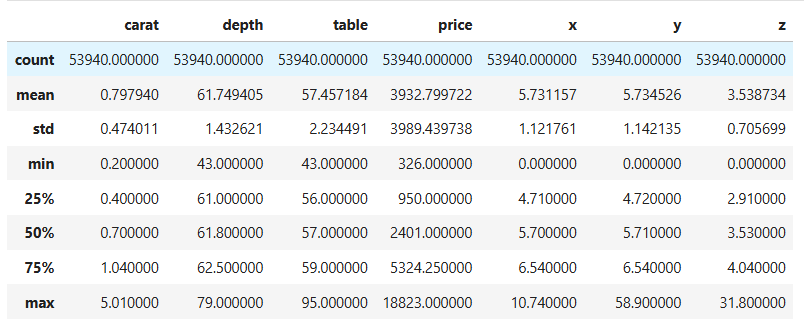 carat depth table price x y z
count 53940.000000 53940.000000 53940.000000 53940.000000 53940.000000 53940.000000 53940.000000
mean 0.797940 61.749405 57.457184 3932.799722 5.731157 5.734526 3.538734
std 0.474011 1.432621 2.234491 3989.439738 1.121761 1.142135 0.705699
min 0.200000 43.000000 43.000000 326.000000 0.000000 0.000000 0.000000
25% 0.400000 61.000000 56.000000 950.000000 4.710000 4.720000 2.910000
50% 0.700000 61.800000 57.000000 2401.000000 5.700000 5.710000 3.530000
75% 1.040000 62.500000 59.000000 5324.250000 6.540000 6.540000 4.040000
max 5.010000 79.000000 95.000000 18823.000000 10.740000 58.900000 31.800000